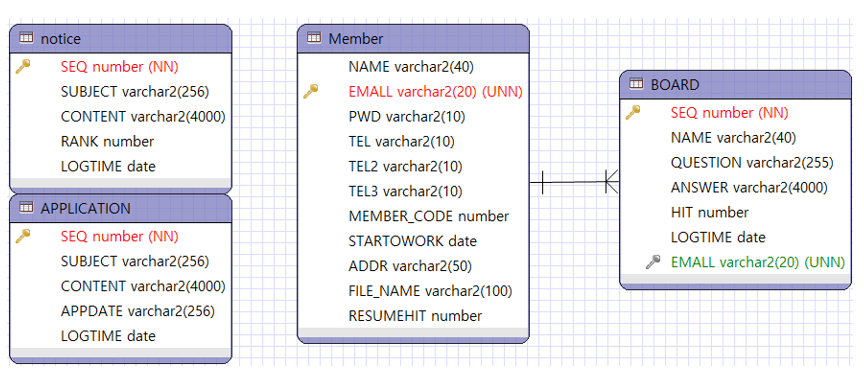 notice
SEQ number (NN)
SUBJECT varchar2(256)
CONTENT varchar2(4000)
RANK number
LOGTIME date
APPLICATION
SEQ number (NN)
SUBJECT varchar2(256)
CONTENT varchar2(4000)
APPDATE varchar2(256)
LOGTIME date
Member
NAME varchar2(40)
EMALL varchar2(20) (UNN)
PWD varchar2(10)
TEL varchar2(10)
TEL2 varchar2(10)
TEL3 varchar2(10)
MEMBER_CODE number
STARTOWORK date
ADDR varchar2(50)
FILE_NAME varchar2(100)
RESUMEHIT number
BOARD
SEQ number (NN)
NAME varchar2(40)
QUESTION varchar2(255)
ANSWER varchar2(4000)
HIT number
LOGTIME date
EMALL varchar2(20) (UNN)